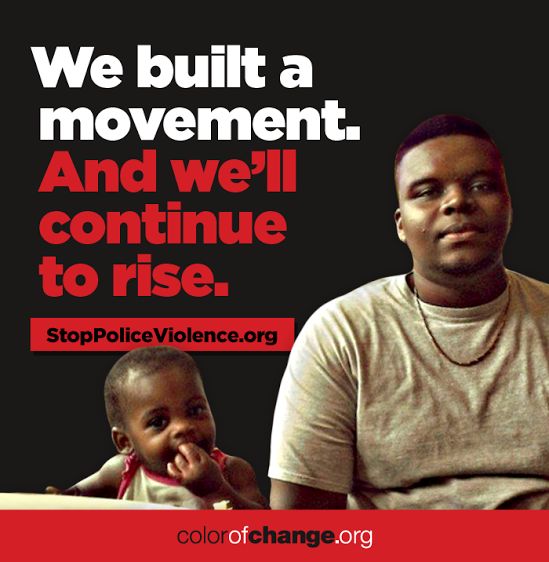 We built a
movement.
And we'll
continue
to rise.
StopPoliceViolence.org
colorofchange.org